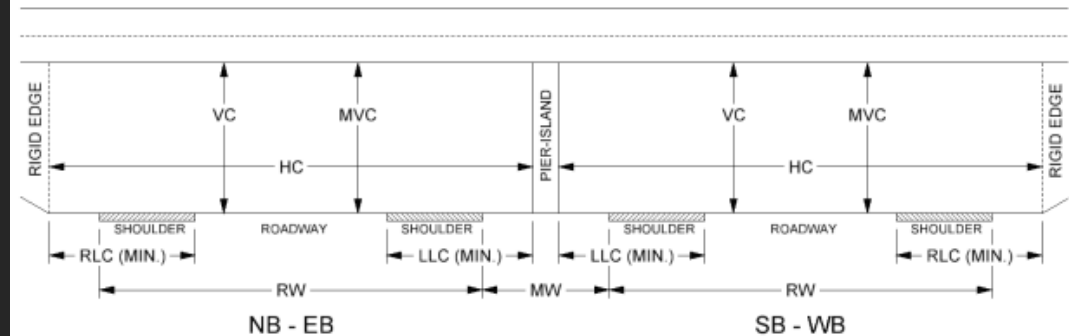 RIGID EDGE
VC
MVC
HC
PIER-ISLAND
VC
MVC
HC
RIGID EDGE
SHOULDER
ROADWAY
SHOULDER
SHOULDER
ROADWAY
SHOULDER
RLC (MIN.)
LLC (MIN.)
LLC (MIN.)
RLC (MIN.)
RW
MW
RW
NB - EB
SB - WB